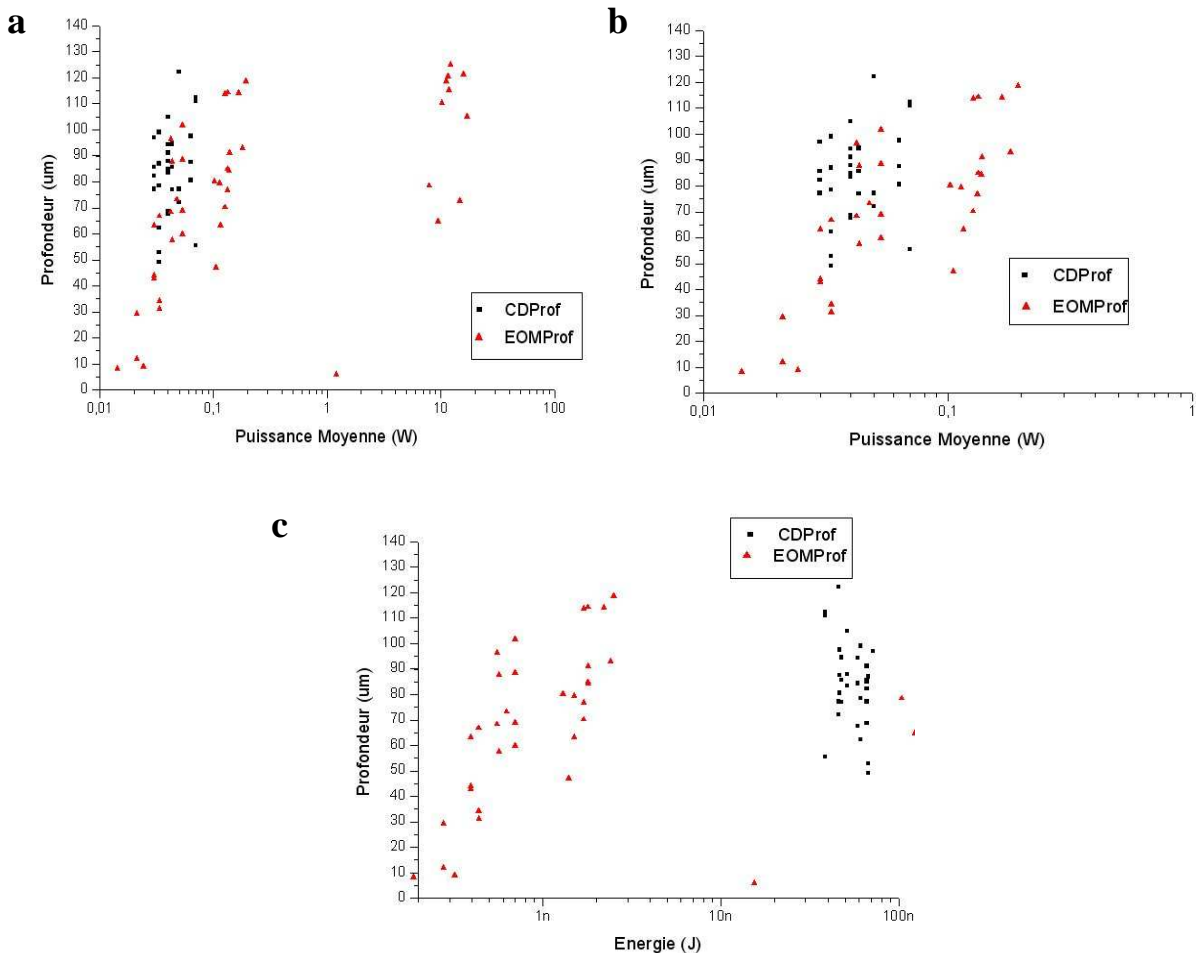 a
140
130
120
110
100
90
80
70
60
50
40
30
20
10
0
Profondeur (um)
CDProf
EOMProf
0,01
0,1
1
10
100
Puissance Moyenne (W)
b
140
130
120
110
100
90
80
70
60
50
40
30
20
10
0
Profondeur (um)
CDProf
EOMProf
0,01
0,1
1
Puissance Moyenne (W)
c
CDProf
EOMProf
140
130
120
110
100
90
80
70
60
50
40
30
20
10
0
Profondeur (um)
1n
10n
100n
Energie (J)